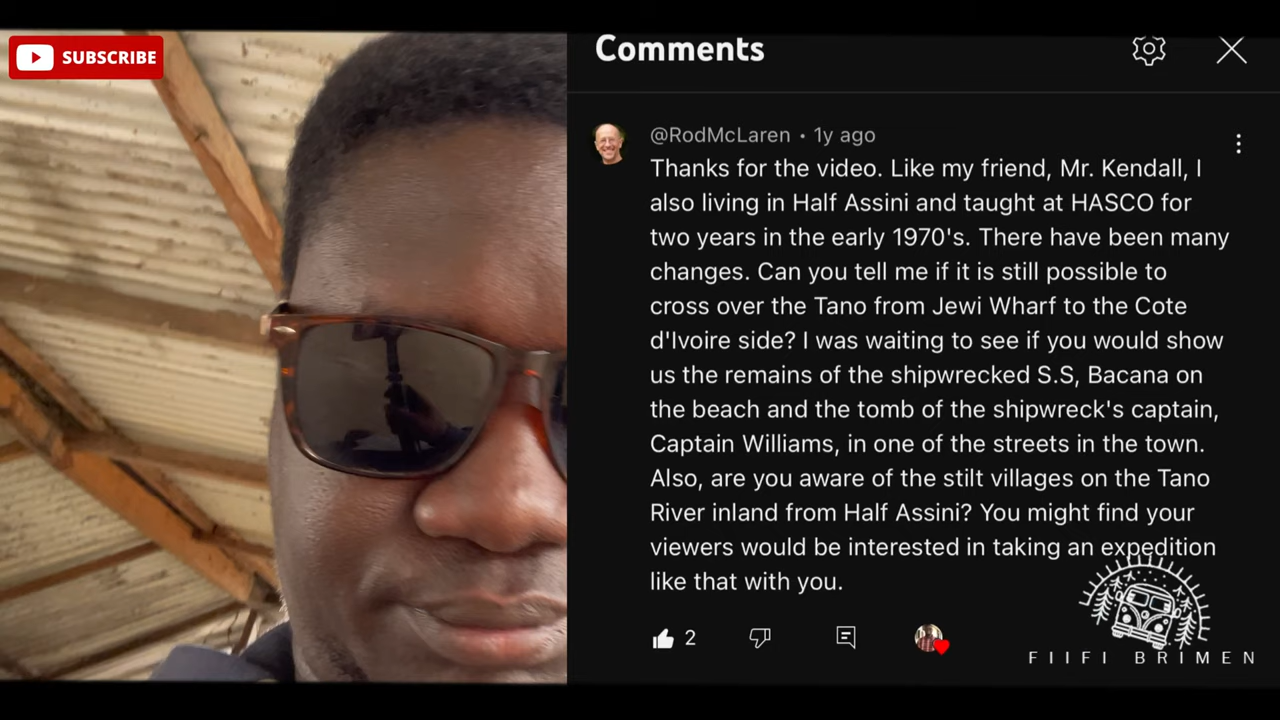 SUBSCRIBE
Comments
@RodMcLaren • 1y ago
Thanks for the video. Like my friend, Mr. Kendall, I
also living in Half Assini and taught at HASCO for
two years in the early 1970's. There have been many
changes. Can you tell me if it is still possible to
cross over the Tano from Jewi Wharf to the Cote
d'Ivoire side? I was waiting to see if you would show
us the remains of the shipwrecked S.S, Bacana on
the beach and the tomb of the shipwreck's captain,
Captain Williams, in one of the streets in the town.
Also, are you aware of the stilt villages on the Tano
River inland from Half Assini? You might find your
viewers would be interested in taking an expedition
like that with you.
2
FIIFI BRIMEN